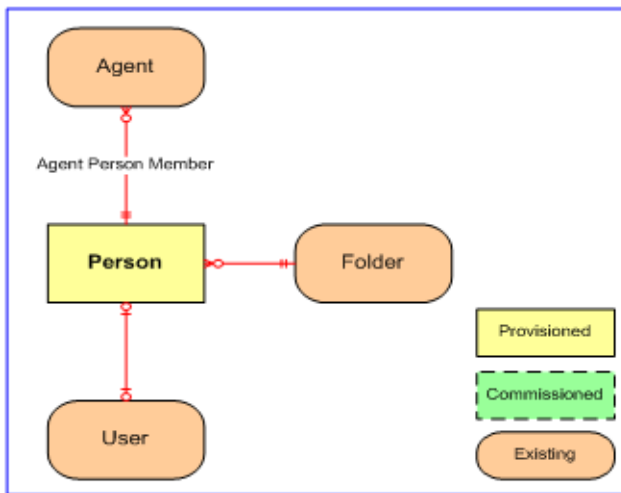 Agent
Agent Person Member
Person
Folder
Provisioned
Commissioned
User
Existing